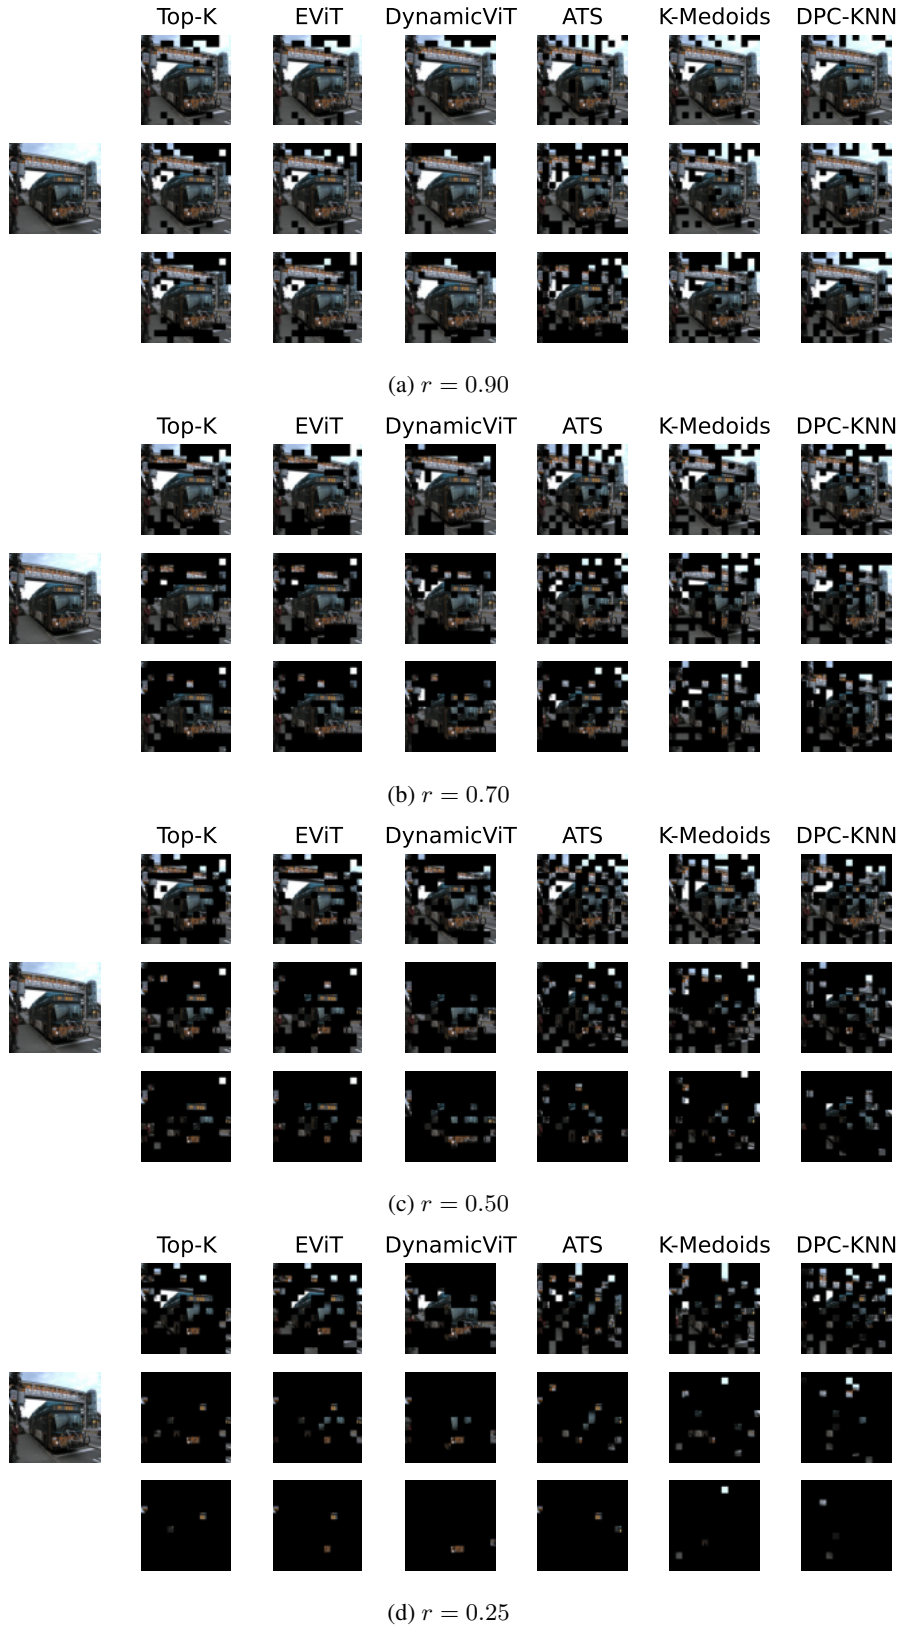 Top-K EViT DynamicViT ATS K-Medoids DPC-KNN
(a) r = 0.90
Top-K EViT DynamicViT ATS K-Medoids DPC-KNN
(b) r = 0.70
Top-K EViT DynamicViT ATS K-Medoids DPC-KNN
(c) r = 0.50
Top-K EViT DynamicViT ATS K-Medoids DPC-KNN
(d) r = 0.25